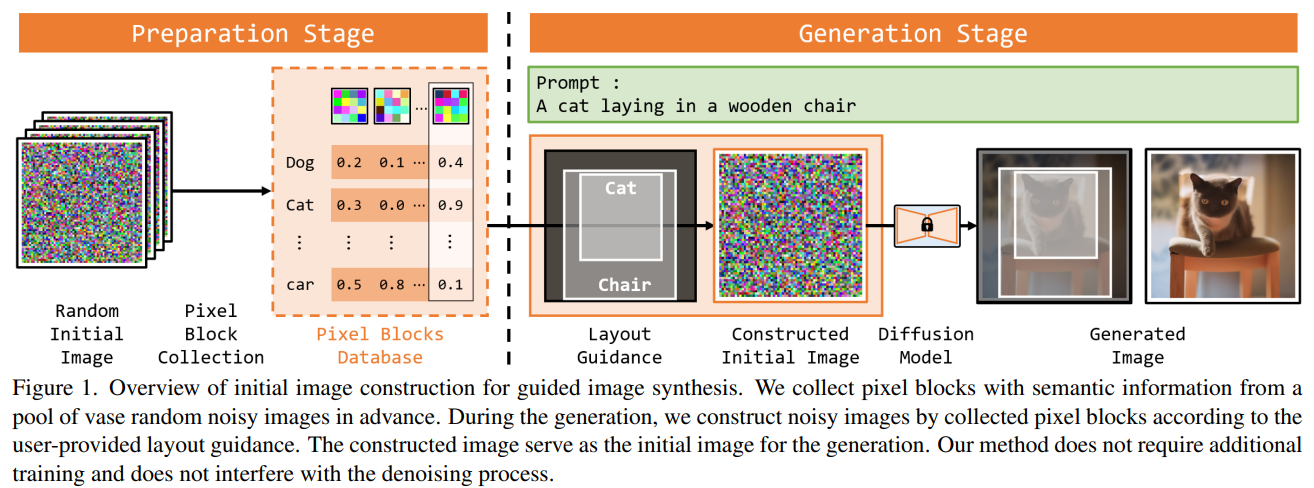 Preparation Stage
Generation Stage
Prompt :
A cat laying in a wooden chair
...
Dog 0.2 0.1 ... 0.4
Cat 0.3 0.0 ... 0.9
⋮ ⋮ ⋮ ⋮
car 0.5 0.8 ... 0.1
Cat
Chair
Random
Initial
Image
Pixel
Block
Collection
Pixel Blocks
Database
Layout
Guidance
Constructed
Initial Image
Diffusion
Model
Generated
Image
Figure 1. Overview of initial image construction for guided image synthesis. We collect pixel blocks with semantic information from a
pool of vase random noisy images in advance. During the generation, we construct noisy images by collected pixel blocks according to the
user-provided layout guidance. The constructed image serve as the initial image for the generation. Our method does not require additional
training and does not interfere with the denoising process.